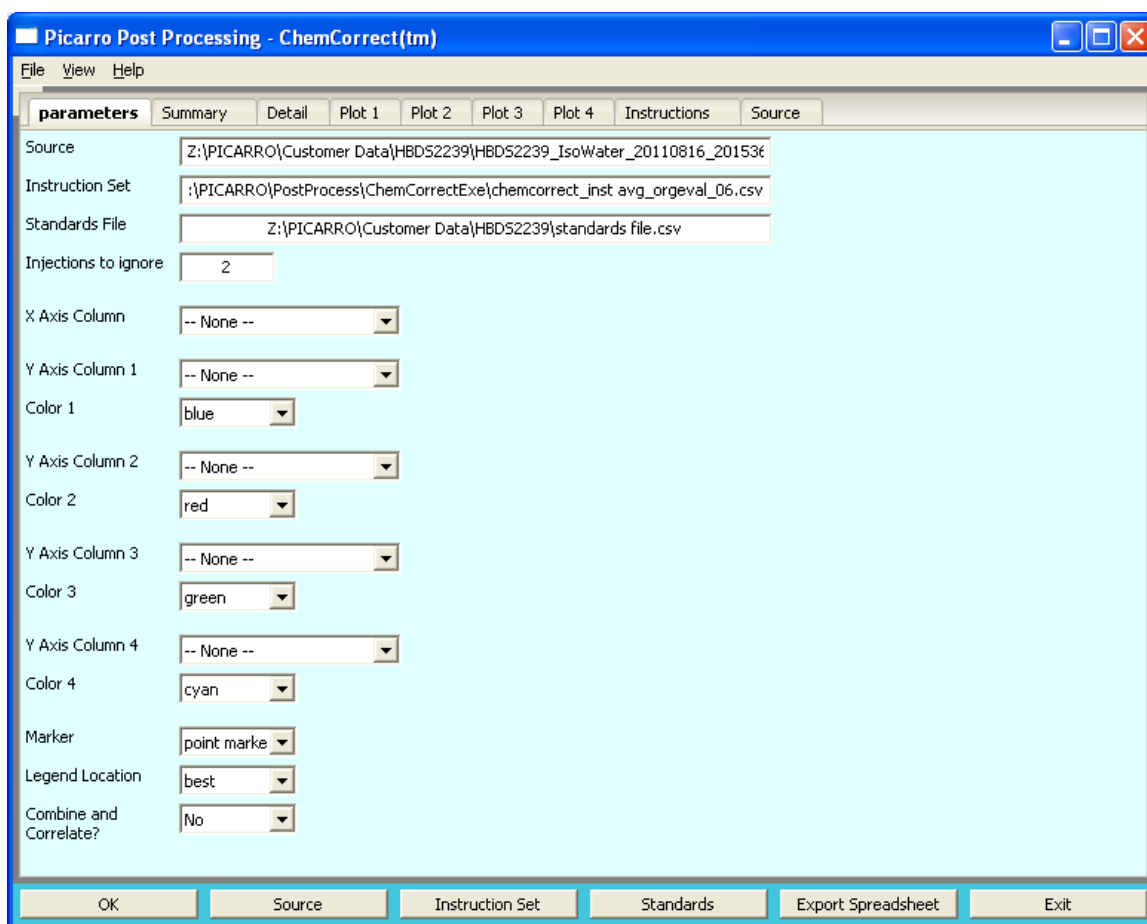 Picarro Post Processing - ChemCorrect(tm)
File View Help
parameters Summary Detail Plot 1 Plot 2 Plot 3 Plot 4 Instructions Source
Source Z:\PICARRO\Customer Data\HBDS2239\HBDS2239_IsoWater_20110816_201536
Instruction Set :\PICARRO\PostProcess\ChemCorrectExe\chemcorrect_inst avg_orgeval_06.csv
Standards File Z:\PICARRO\Customer Data\HBDS2239\standards file.csv
Injections to ignore 2
X Axis Column -- None --
Y Axis Column 1 -- None --
Color 1 blue
Y Axis Column 2 -- None --
Color 2 red
Y Axis Column 3 -- None --
Color 3 green
Y Axis Column 4 -- None --
Color 4 cyan
Marker point marke
Legend Location best
Combine and No
Correlate?
OK Source Instruction Set Standards Export Spreadsheet Exit